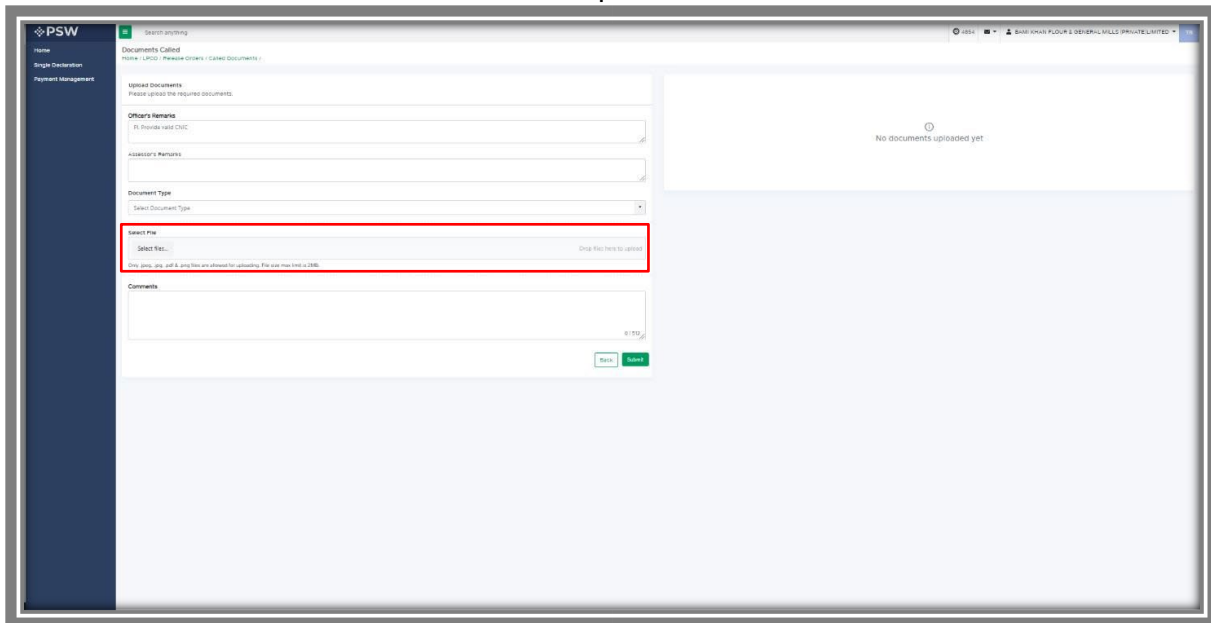 PSW
Search anything
4854
BAMI KHAN FLOUR & GENERAL MILLS (PRIVATE) LIMITED
Home
Single Declaration
Payment Management
Documents Called
Home / LPCO / Release Orders / Called Documents /
Upload Documents
Please upload the required documents.
Officer's Remarks
Pl. Provide valid CNIC
Assessor's Remarks
Document Type
Select Document Type
Select File
Select files...
Drop files here to upload
Only .jpeg, .jpg, .pdf & .png files are allowed for uploading. File size max limit is 2MB.
Comments
0 / 512
Back
Submit
No documents uploaded yet